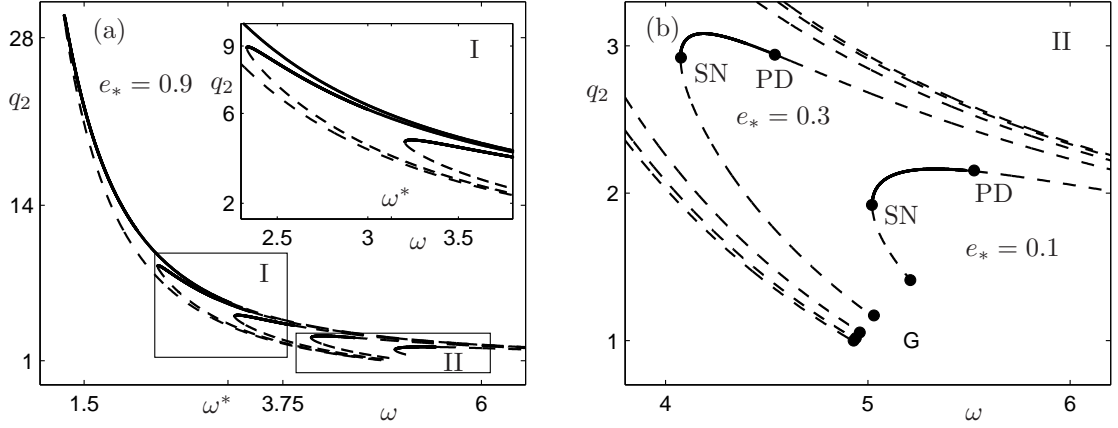 (a)
e* = 0.9
q2
28
14
1
1.5
ω*
3.75
ω
6
I
II
I
q2
9
6
2
2.5
3
ω*
ω
3.5
(b)
II
q2
3
2
1
SN
PD
e* = 0.3
SN
PD
e* = 0.1
G
4
5
ω
6